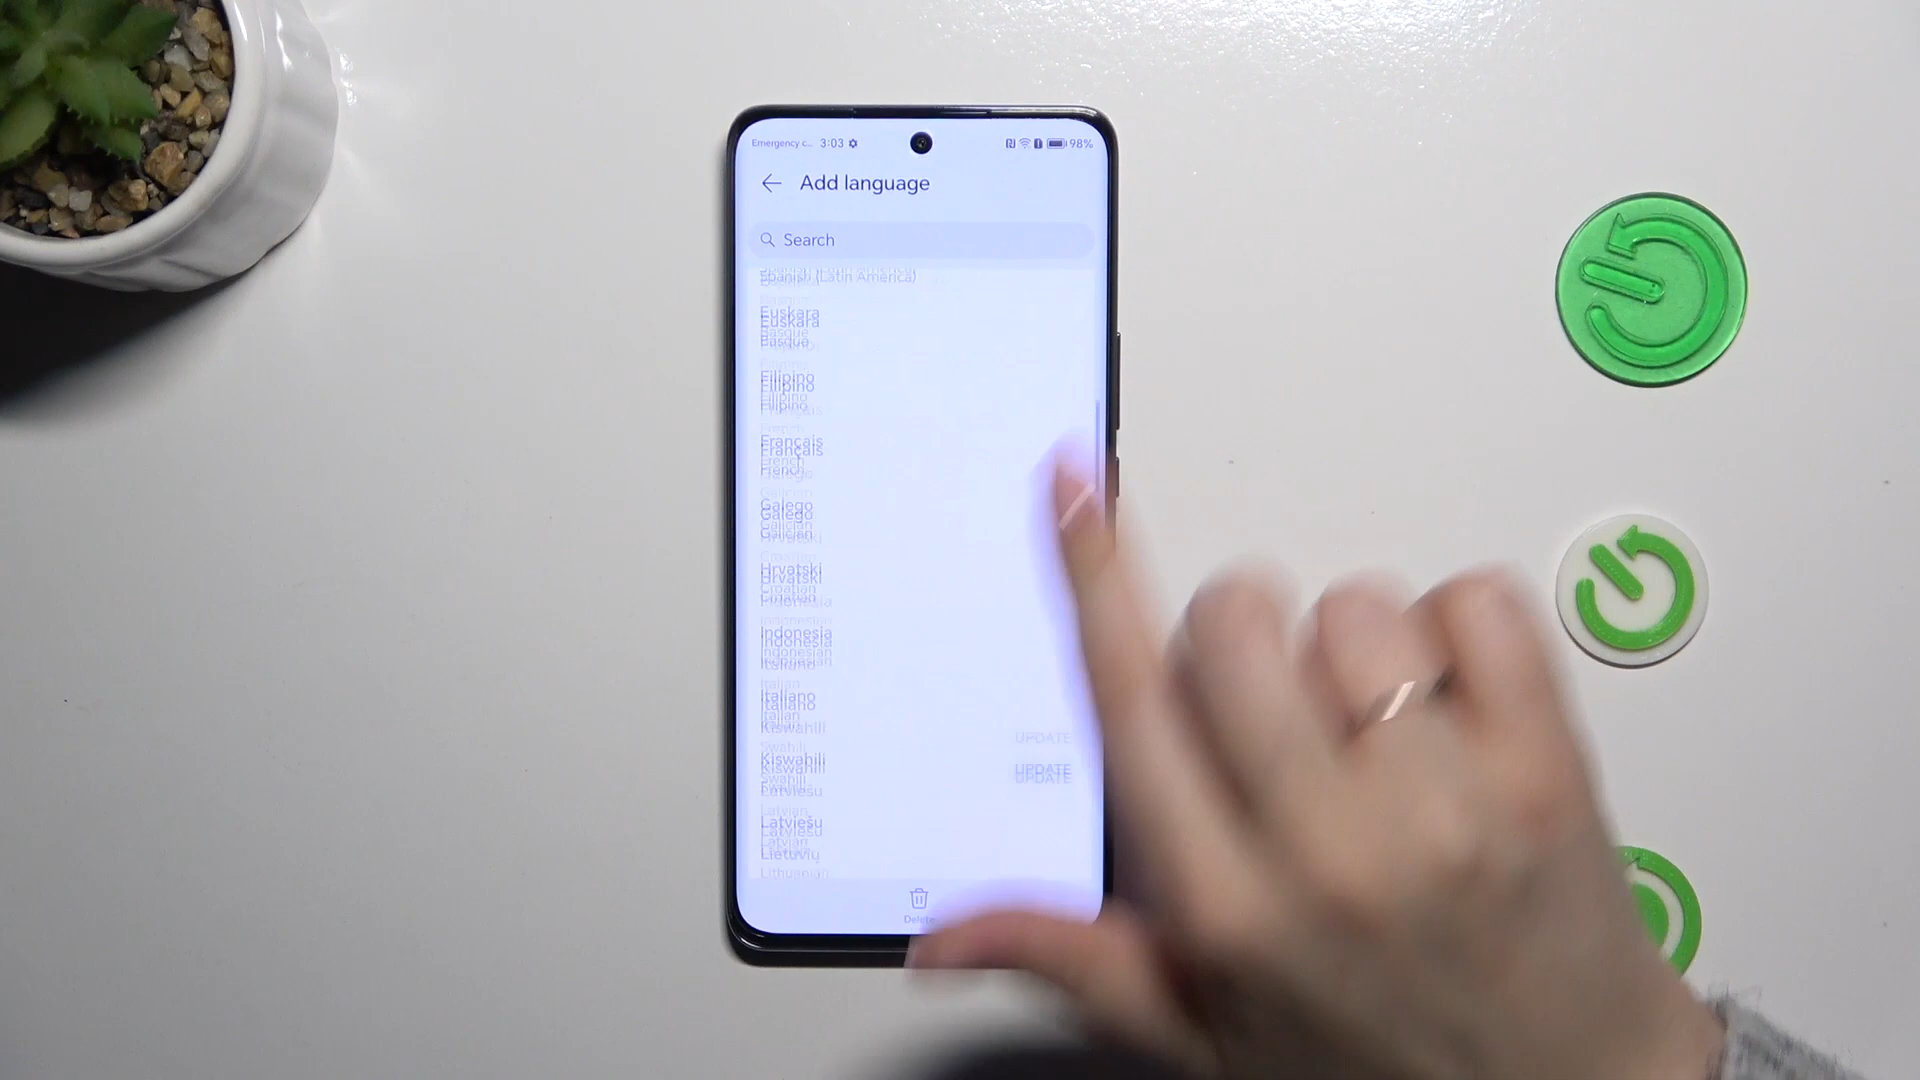 Emergency c... 3:03 98%
Add language
Search
Spanish (Latin America)
Euskara
Basque
Filipino
Filipino
Français
French
Galego
Galician
Hrvatski
Croatian
Indonesia
Indonesian
Italiano
Italian
Kiswahili UPDATE
Swahili
Latviešu
Latvian
Lietuvių
Lithuanian
Delete